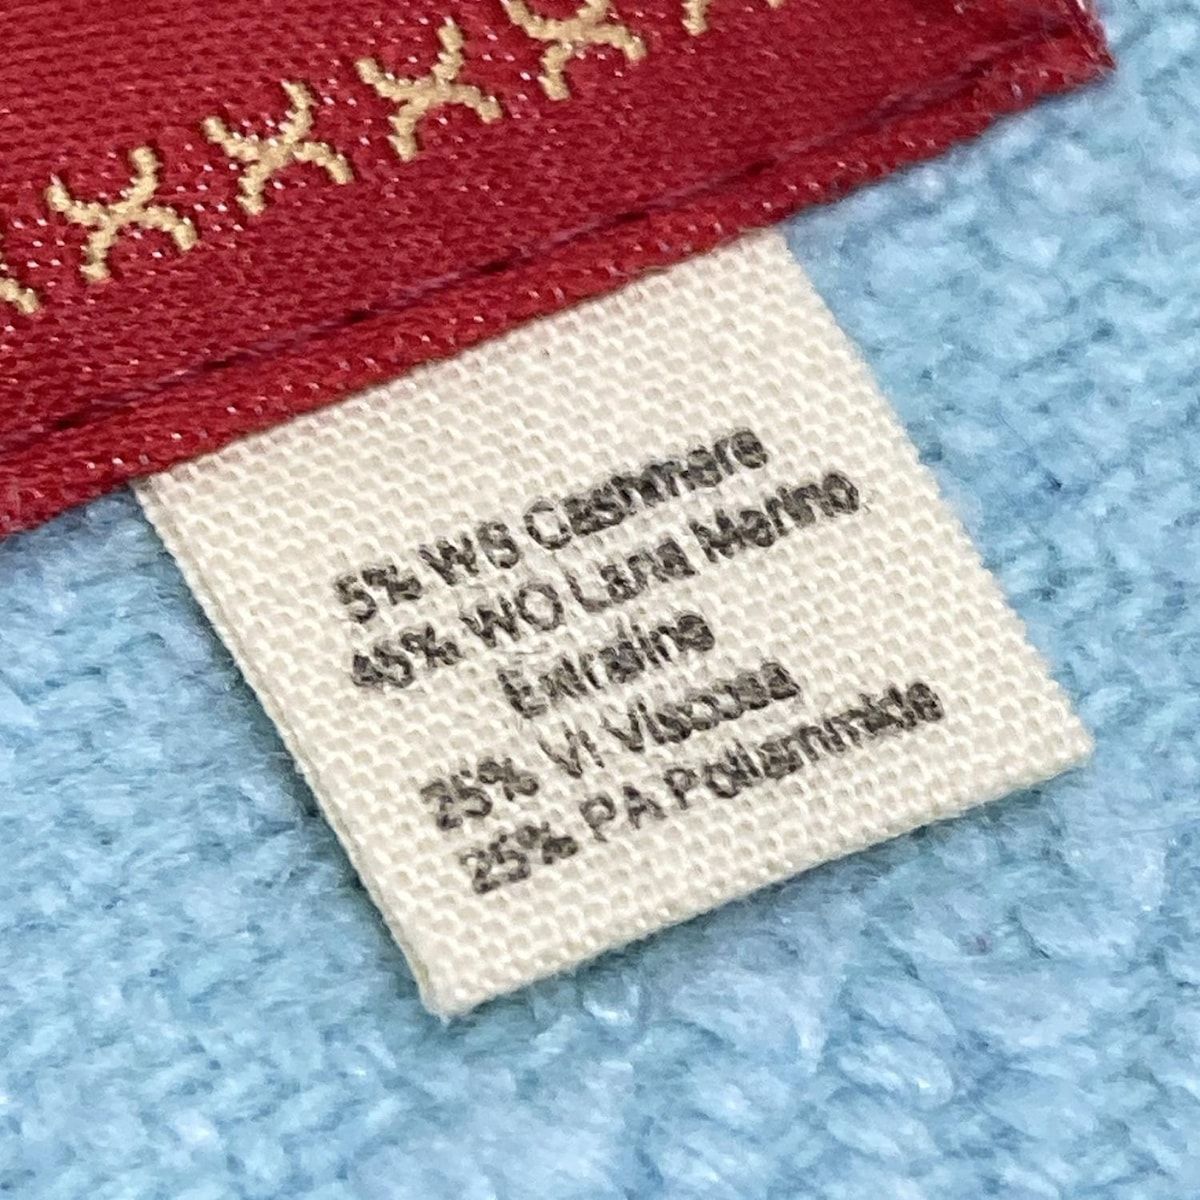 5% WS Cashmere
45% WO Lana Merino
Extrafine
25% VI Viscosa
25% PA Poliammide